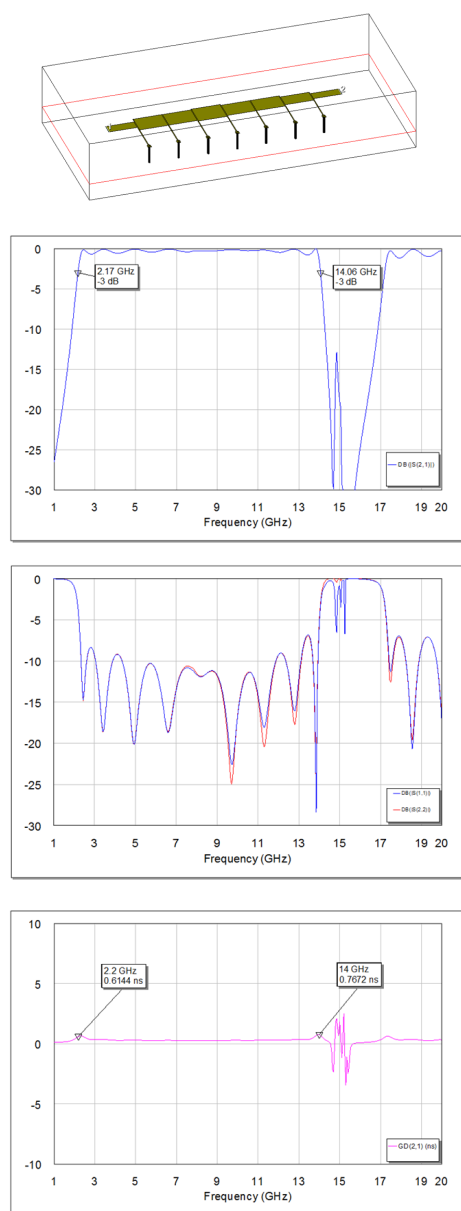 1
2
0
-5
-10
-15
-20
-25
-30
2.17 GHz
-3 dB
14.06 GHz
-3 dB
DB(|S(2,1)|)
1 3 5 7 9 11 13 15 17 19 20
Frequency (GHz)
0
-5
-10
-15
-20
-25
-30
DB(|S(1,1)|)
DB(|S(2,2)|)
1 3 5 7 9 11 13 15 17 19 20
Frequency (GHz)
10
5
0
-5
-10
2.2 GHz
0.6144 ns
14 GHz
0.7672 ns
GD(2,1) (ns)
1 3 5 7 9 11 13 15 17 19 20
Frequency (GHz)